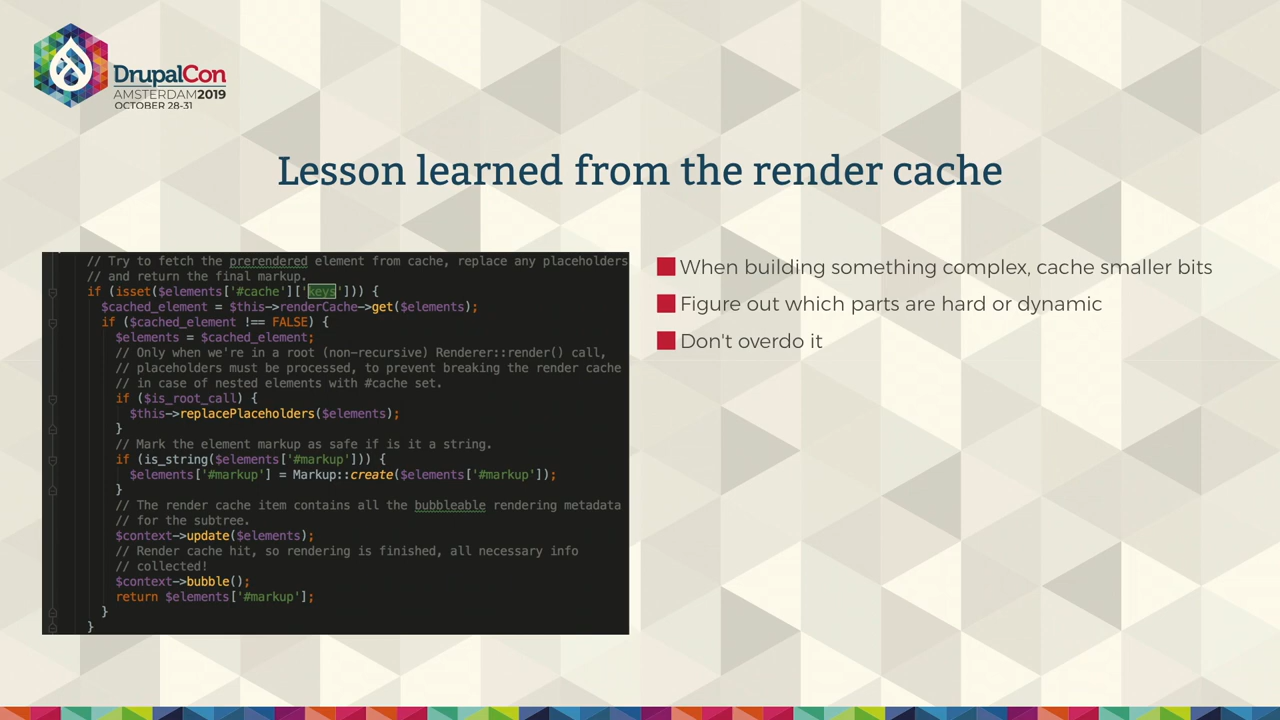 DrupalCon
AMSTERDAM2019
OCTOBER 28-31
Lesson learned from the render cache
// Try to fetch the prerendered element from cache, replace any placeholders
// and return the final markup.
if (isset($elements['#cache']['keys'])) {
$cached_element = $this->renderCache->get($elements);
if ($cached_element !== FALSE) {
$elements = $cached_element;
// Only when we're in a root (non-recursive) Renderer::render() call,
// placeholders must be processed, to prevent breaking the render cache
// in case of nested elements with #cache set.
if ($is_root_call) {
$this->replacePlaceholders($elements);
}
// Mark the element markup as safe if is it a string.
if (is_string($elements['#markup'])) {
$elements['#markup'] = Markup::create($elements['#markup']);
}
// The render cache item contains all the bubbleable rendering metadata
// for the subtree.
$context->update($elements);
// Render cache hit, so rendering is finished, all necessary info
// collected!
$context->bubble();
return $elements['#markup'];
}
}
When building something complex, cache smaller bits
Figure out which parts are hard or dynamic
Don't overdo it